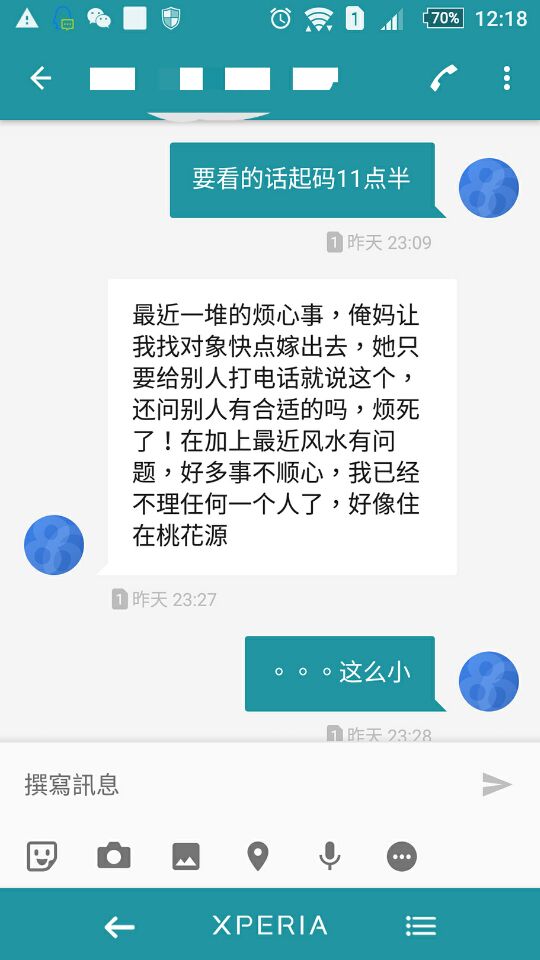 1
70%
12:18
要看的话起码11点半
1 昨天 23:09
最近一堆的烦心事，俺妈让
我找对象快点嫁出去，她只
要给别人打电话就说这个，
还问别人有合适的吗，烦死
了！在加上最近风水有问
题，好多事不顺心，我已经
不理任何一个人了，好像住
在桃花源
1 昨天 23:27
。。。这么小
1 昨天 23:28
撰寫訊息
XPERIA